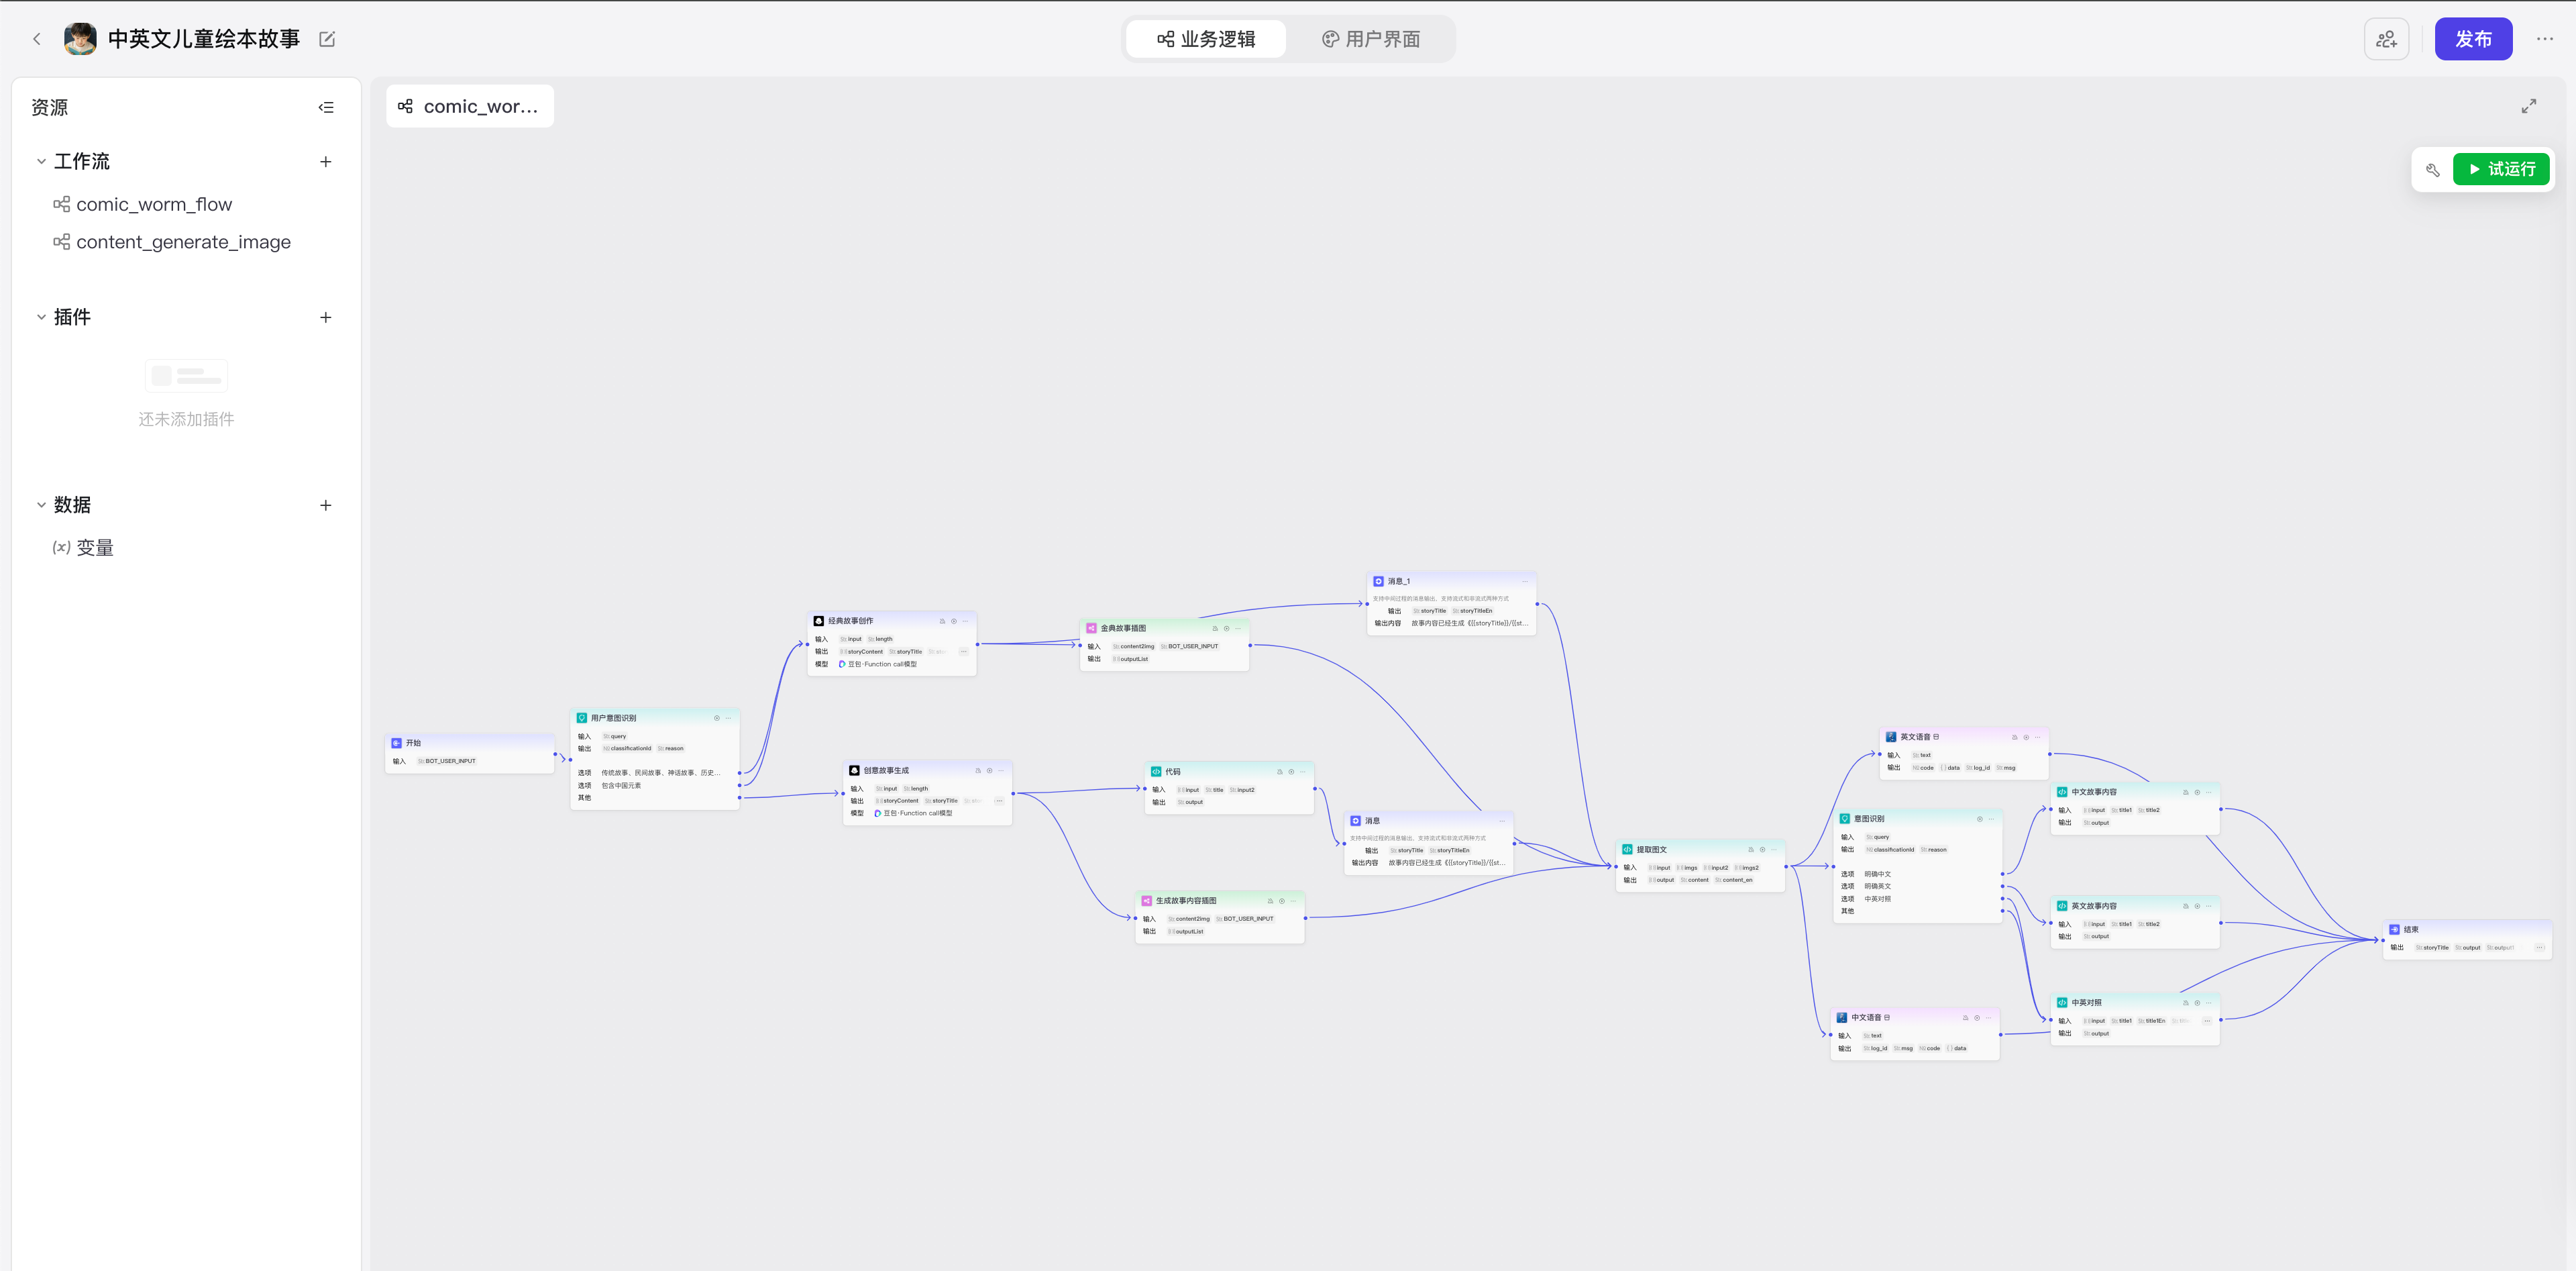 中英文儿童绘本故事
业务逻辑
用户界面
发布
资源
工作流
comic_worm_flow
content_generate_image
插件
还未添加插件
数据
(x) 变量
comic_wor...
试运行
开始
输入 BOT_USER_INPUT
用户意图识别
输入 query
输出 classificationId reason
选项 传统故事、民间故事、神话故事、历史...
选项 包含中国元素
其他
经典故事创作
输入 input length
输出 storyContent storyTitle
模型 豆包·Function call模型
创意故事生成
输入 input length
输出 storyContent storyTitle
模型 豆包·Function call模型
金典故事插图
输入 content2img BOT_USER_INPUT
输出 outputList
代码
输入 input title input2
输出 output
生成故事内容插图
输入 content2img BOT_USER_INPUT
输出 outputList
消息_1
支持中间过程的消息输出，支持流式和非流式两种方式
输出 storyTitle storyTitleEn
输出内容 故事内容已经生成《{{storyTitle}}/{{st...
消息
支持中间过程的消息输出，支持流式和非流式两种方式
输出 storyTitle storyTitleEn
输出内容 故事内容已经生成《{{storyTitle}}/{{st...
提取图文
输入 input imgs input2 imgs2
输出 output content content_en
英文语音
输入 text
输出 code data log_id msg
意图识别
输入 query
输出 classificationId reason
选项 明确中文
选项 明确英文
选项 中英对照
其他
中文语音
输入 text
输出 log_id msg code data
中文故事内容
输入 input title1 title2
输出 output
英文故事内容
输入 input title1 title2
输出 output
中英对照
输入 input title1 title1En
输出 output
结束
输出 storyTitle output output1